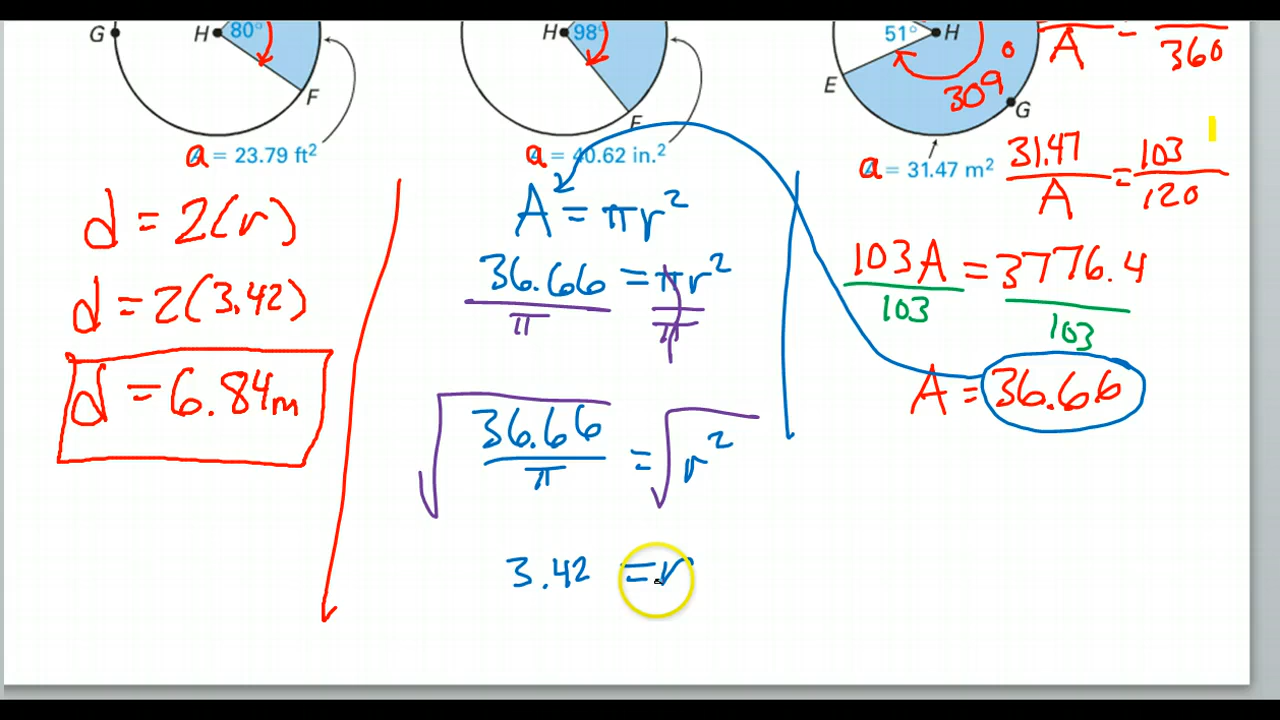 G H 80° F
a = 23.79 ft²
d = 2(r)
d = 2(3.42)
d = 6.84m
H 98°
a = 40.62 in.²
A = πr²
36.66 = πr²
π π
36.66 = r²
π
3.42 = r
51° H
E 309° G
a = 31.47 m²
A = 360
31.47 = 103
A 120
103A = 3776.4
103 103
A = 36.66